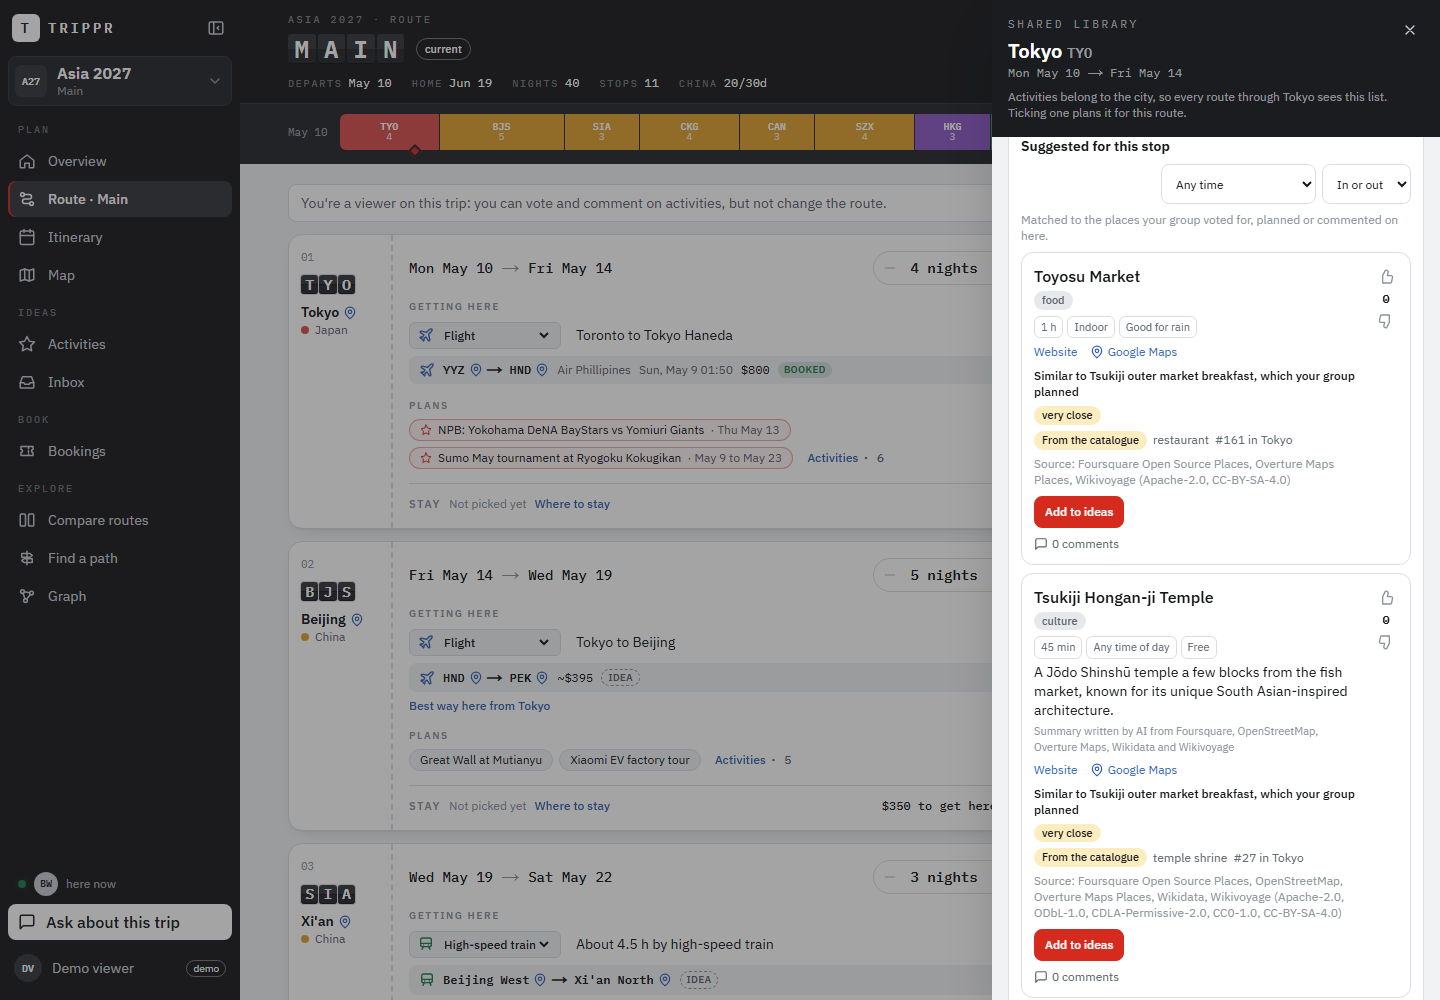 T TRIPPR
A27 Asia 2027
Main
PLAN
Overview
Route · Main
Itinerary
Map
IDEAS
Activities
Inbox
BOOK
Bookings
EXPLORE
Compare routes
Find a path
Graph
BW here now
Ask about this trip
DV Demo viewer demo
ASIA 2027 · ROUTE
MAIN current
DEPARTS May 10 HOME Jun 19 NIGHTS 40 STOPS 11 CHINA 20/30d
May 10
TYO 4
BJS 5
SIA 3
CKG 4
CAN 3
SZX 4
HKG 3
You're a viewer on this trip: you can vote and comment on activities, but not change the route.
01
TYO
Tokyo
Japan
Mon May 10 → Fri May 14
− 4 nights
GETTING HERE
Flight Toronto to Tokyo Haneda
YYZ → HND Air Phillipines Sun, May 9 01:50 $800 BOOKED
PLANS
NPB: Yokohama DeNA BayStars vs Yomiuri Giants · Thu May 13
Sumo May tournament at Ryogoku Kokugikan · May 9 to May 23 Activities · 6
STAY Not picked yet Where to stay
02
BJS
Beijing
China
Fri May 14 → Wed May 19
− 5 nights
GETTING HERE
Flight Tokyo to Beijing
HND → PEK ~$395 IDEA
Best way here from Tokyo
PLANS
Great Wall at Mutianyu Xiaomi EV factory tour Activities · 5
STAY Not picked yet Where to stay $350 to get here
03
SIA
Xi'an
China
Wed May 19 → Sat May 22
− 3 nights
GETTING HERE
High-speed train About 4.5 h by high-speed train
Beijing West → Xi'an North IDEA
SHARED LIBRARY
Tokyo TYO
Mon May 10 → Fri May 14
Activities belong to the city, so every route through Tokyo sees this list.
Ticking one plans it for this route.
Suggested for this stop
Any time In or out
Matched to the places your group voted for, planned or commented on
here.
Toyosu Market
food
0
1 h Indoor Good for rain
Website Google Maps
Similar to Tsukiji outer market breakfast, which your group
planned
very close
From the catalogue restaurant #161 in Tokyo
Source: Foursquare Open Source Places, Overture Maps
Places, Wikivoyage (Apache-2.0, CC-BY-SA-4.0)
Add to ideas
0 comments
Tsukiji Hongan-ji Temple
culture
0
45 min Any time of day Free
A Jōdo Shinshū temple a few blocks from the fish
market, known for its unique South Asian-inspired
architecture.
Summary written by AI from Foursquare, OpenStreetMap,
Overture Maps, Wikidata and Wikivoyage
Website Google Maps
Similar to Tsukiji outer market breakfast, which your group
planned
very close
From the catalogue temple shrine #27 in Tokyo
Source: Foursquare Open Source Places, OpenStreetMap,
Overture Maps Places, Wikidata, Wikivoyage (Apache-2.0,
ODbL-1.0, CDLA-Permissive-2.0, CC0-1.0, CC-BY-SA-4.0)
Add to ideas
0 comments